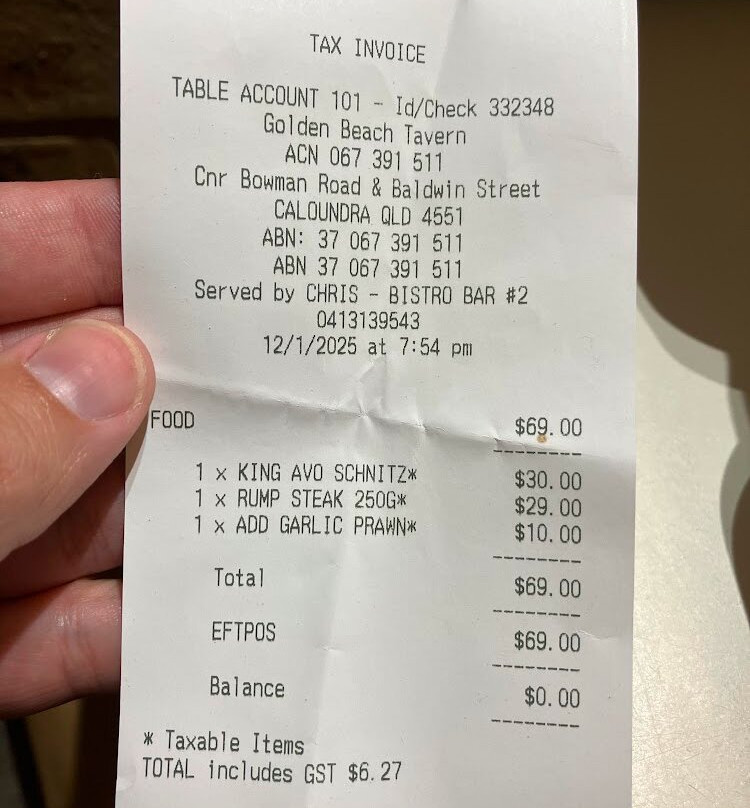 TAX INVOICE
TABLE ACCOUNT 101 - Id/Check 332348
Golden Beach Tavern
ACN 067 391 511
Cnr Bowman Road & Baldwin Street
CALOUNDRA QLD 4551
ABN: 37 067 391 511
ABN 37 067 391 511
Served by CHRIS - BISTRO BAR #2
0413139543
12/1/2025 at 7:54 pm
FOOD $69.00
1 x KING AVO SCHNITZ* $30.00
1 x RUMP STEAK 250G* $29.00
1 x ADD GARLIC PRAWN* $10.00
Total $69.00
EFTPOS $69.00
Balance $0.00
* Taxable Items
TOTAL includes GST $6.27